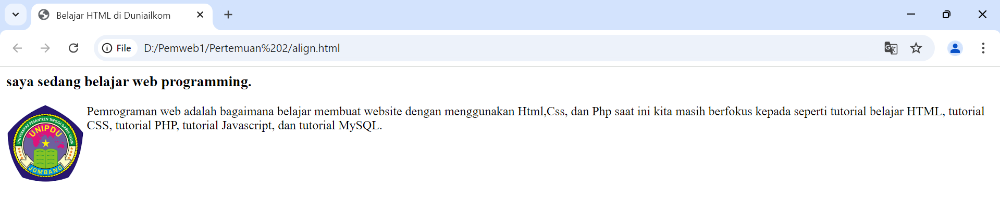 Belajar HTML di Duniailkom
File D:/Pemweb1/Pertemuan%202/align.html
saya sedang belajar web programming.
Pemrograman web adalah bagaimana belajar membuat website dengan menggunakan Html,Css, dan Php saat ini kita masih berfokus kepada seperti tutorial belajar HTML, tutorial
CSS, tutorial PHP, tutorial Javascript, dan tutorial MySQL.
UNIVERSITAS PESANTREN TINGGI DARUL ULUM
UNIPDU
JOMBANG